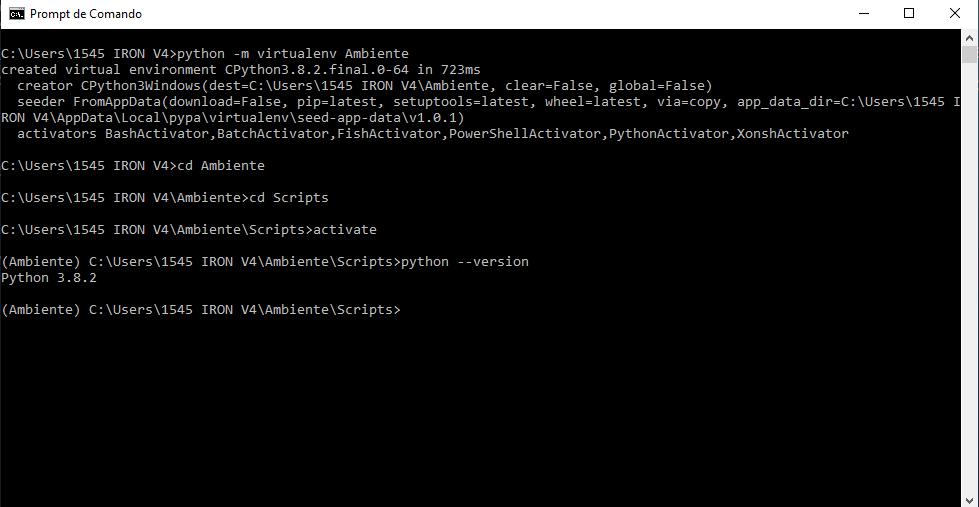 Prompt de Comando
C:\Users\1545 IRON V4>python -m virtualenv Ambiente
created virtual environment CPython3.8.2.final.0-64 in 723ms
  creator CPython3Windows(dest=C:\Users\1545 IRON V4\Ambiente, clear=False, global=False)
  seeder FromAppData(download=False, pip=latest, setuptools=latest, wheel=latest, via=copy, app_data_dir=C:\Users\1545 I
RON V4\AppData\Local\pypa\virtualenv\seed-app-data\v1.0.1)
  activators BashActivator,BatchActivator,FishActivator,PowerShellActivator,PythonActivator,XonshActivator
C:\Users\1545 IRON V4>cd Ambiente
C:\Users\1545 IRON V4\Ambiente>cd Scripts
C:\Users\1545 IRON V4\Ambiente\Scripts>activate
(Ambiente) C:\Users\1545 IRON V4\Ambiente\Scripts>python --version
Python 3.8.2
(Ambiente) C:\Users\1545 IRON V4\Ambiente\Scripts>